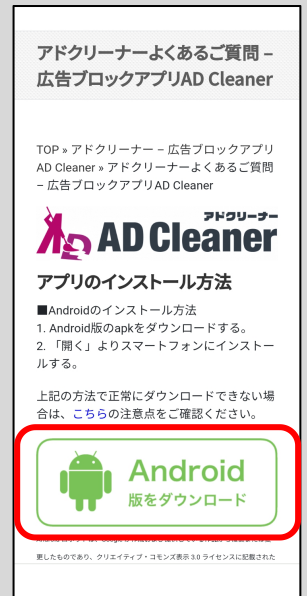 アドクリーナーよくあるご質問 –
広告ブロックアプリAD Cleaner
TOP » アドクリーナー – 広告ブロックアプリ
AD Cleaner » アドクリーナーよくあるご質問
– 広告ブロックアプリAD Cleaner
アドクリーナー
AD Cleaner
アプリのインストール方法
■Androidのインストール方法
1. Android版のapkをダウンロードする。
2. 「開く」よりスマートフォンにインストー
ルする。
上記の方法で正常にダウンロードできない場
合は、こちらの注意点をご確認ください。
Android
版をダウンロード
更したものであり、クリエイティブ・コモンズ表示 3.0 ライセンスに記載された